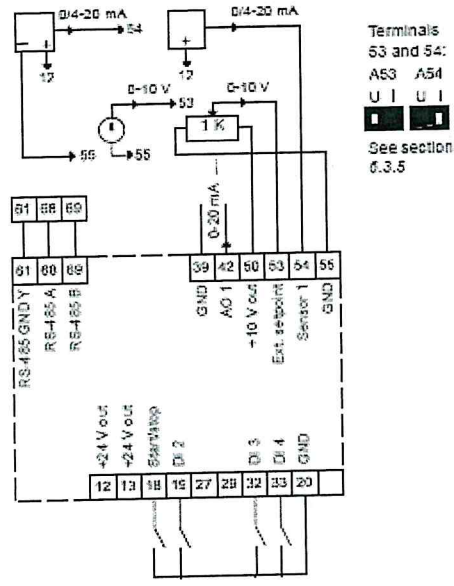 0/4-20 mA
54
12
0/4-20 mA
12
0-10 V
53
55
55
0-10 V
1 K
0-20 mA
Terminals
53 and 54:
A53 A54
U I U I
See section
6.3.5
61 68 69
61 68 69
RS-485 GND Y
RS-485 A
RS-485 B
39 42 50 53 54 55
GND
AO 1
+10 V out
Ext. setpoint
Sensor 1
GND
+24 V out
+24 V out
Start/stop
DI 2
DI 3
DI 4
GND
12 13 18 19 27 29 32 33 20